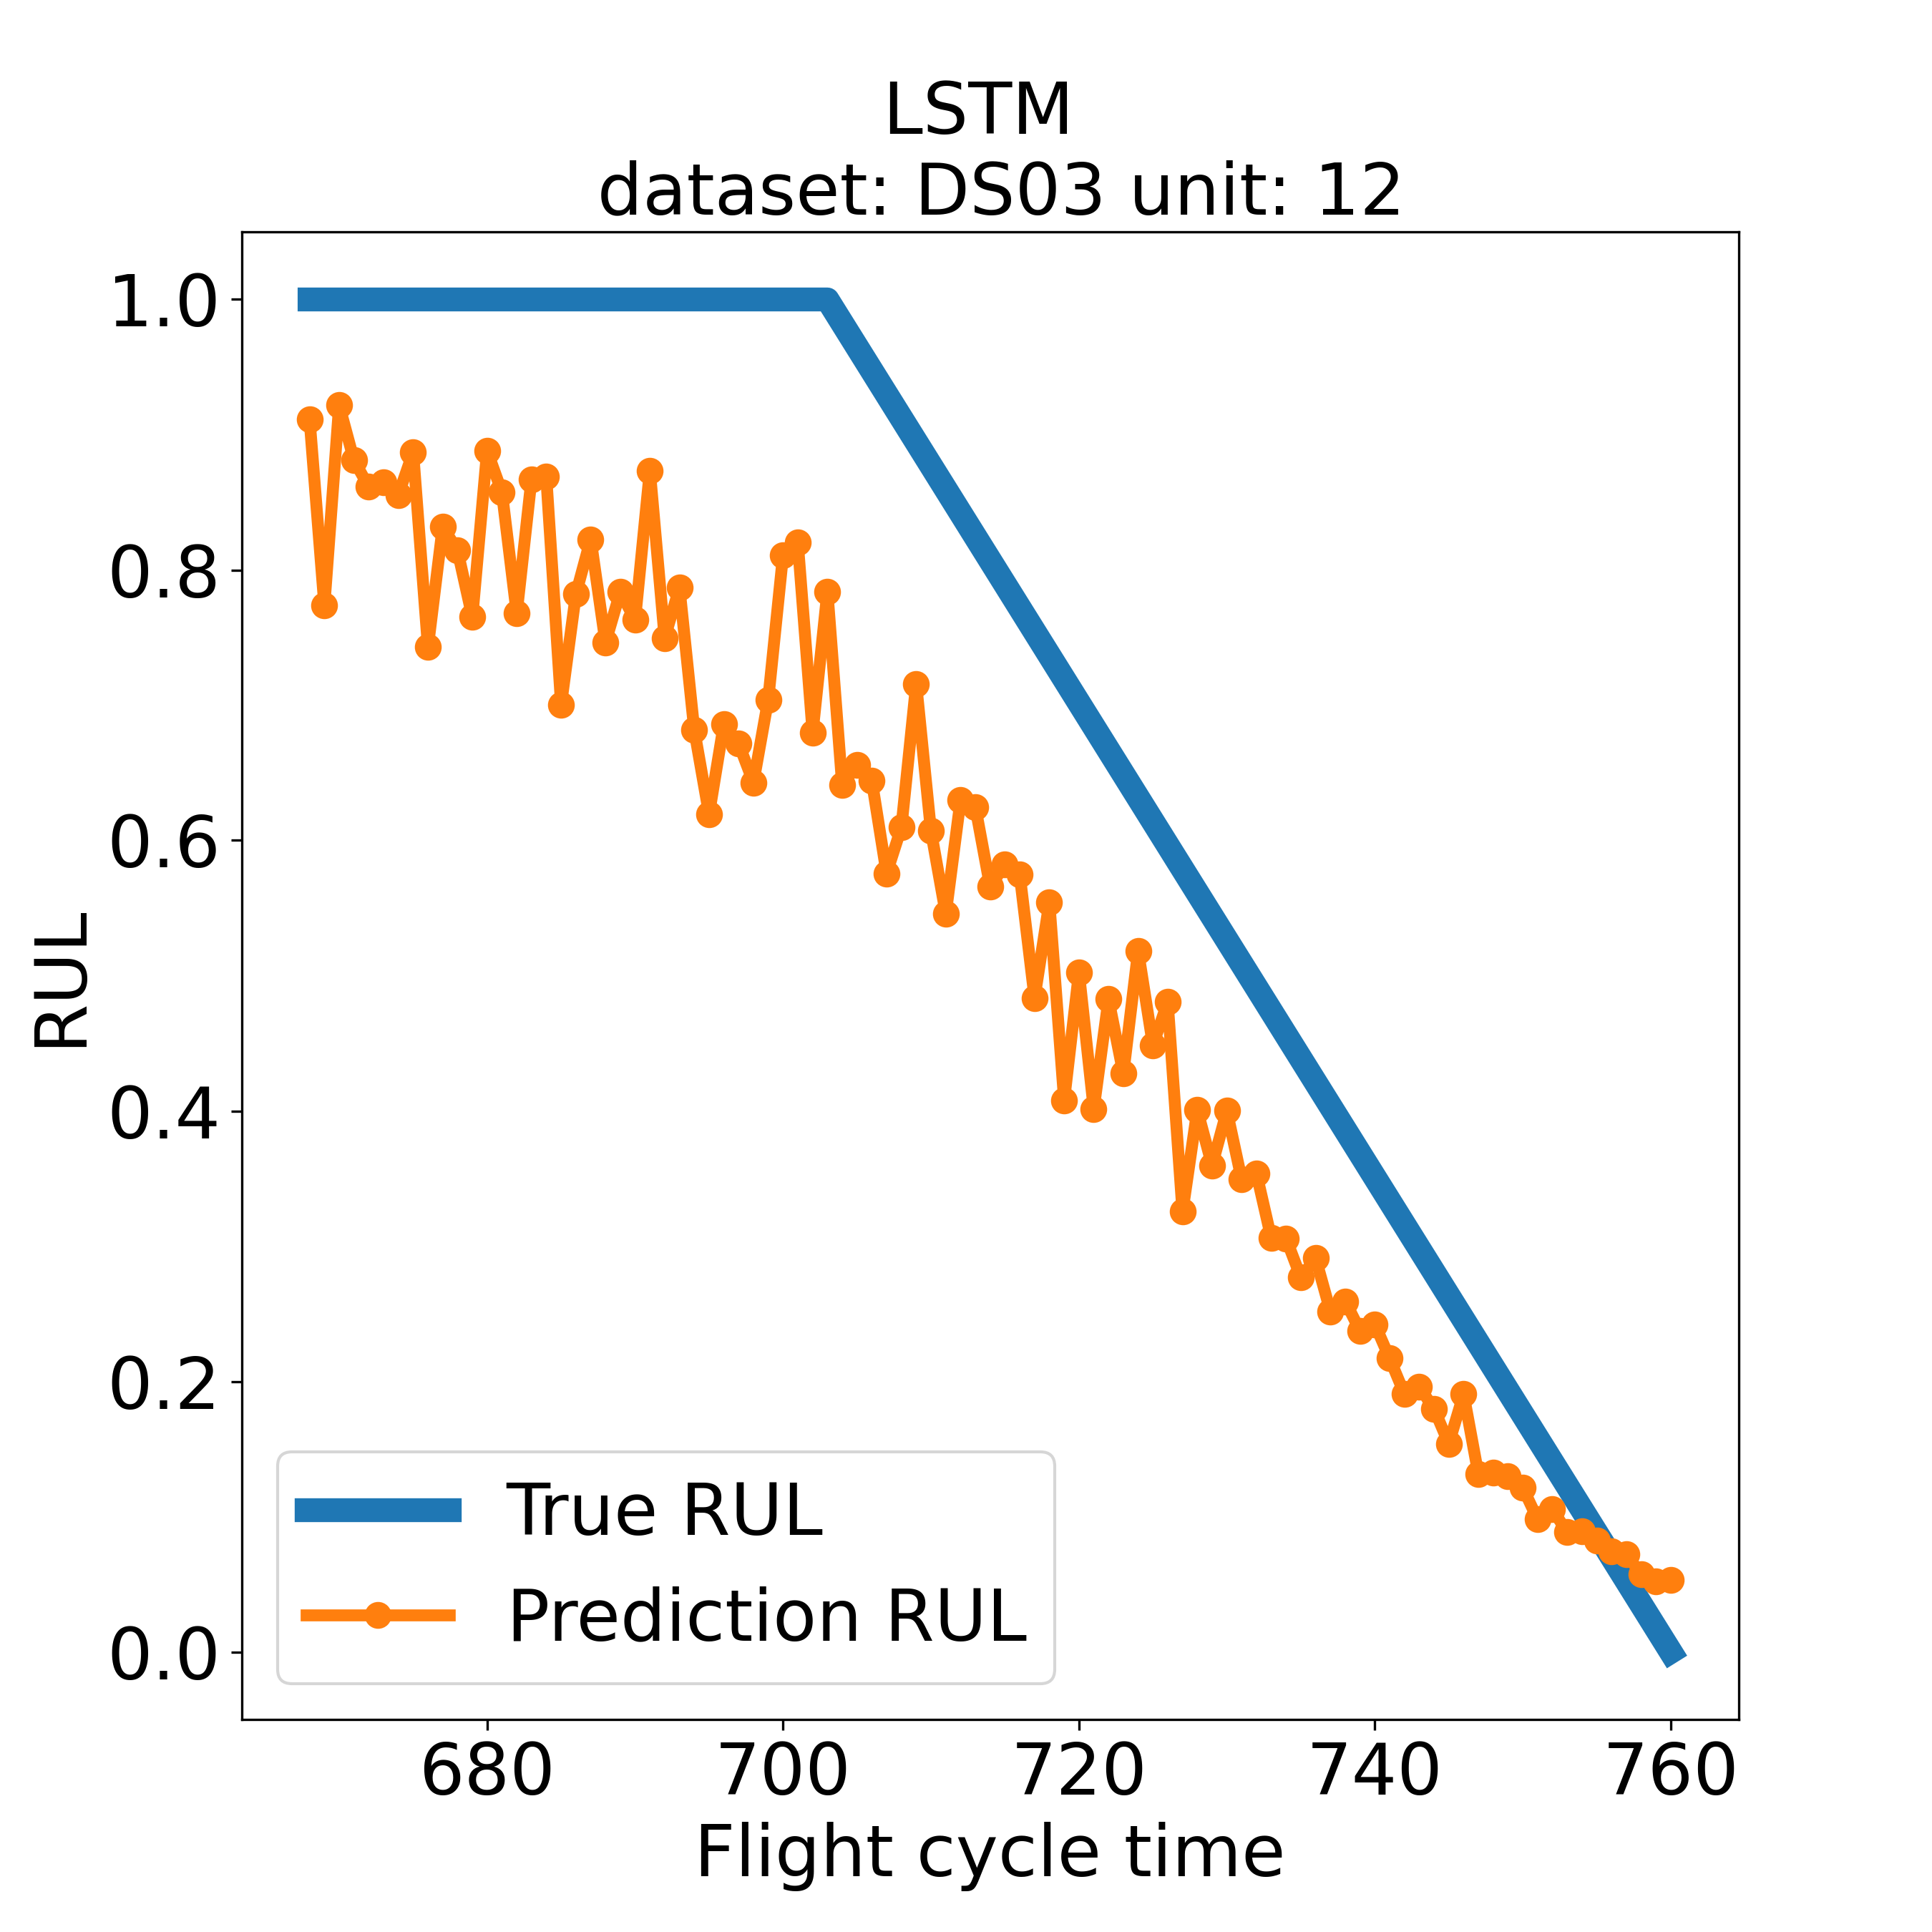 LSTM
dataset: DS03 unit: 12
1.0
0.8
0.6
0.4
0.2
0.0
RUL
True RUL
Prediction RUL
680 700 720 740 760
Flight cycle time